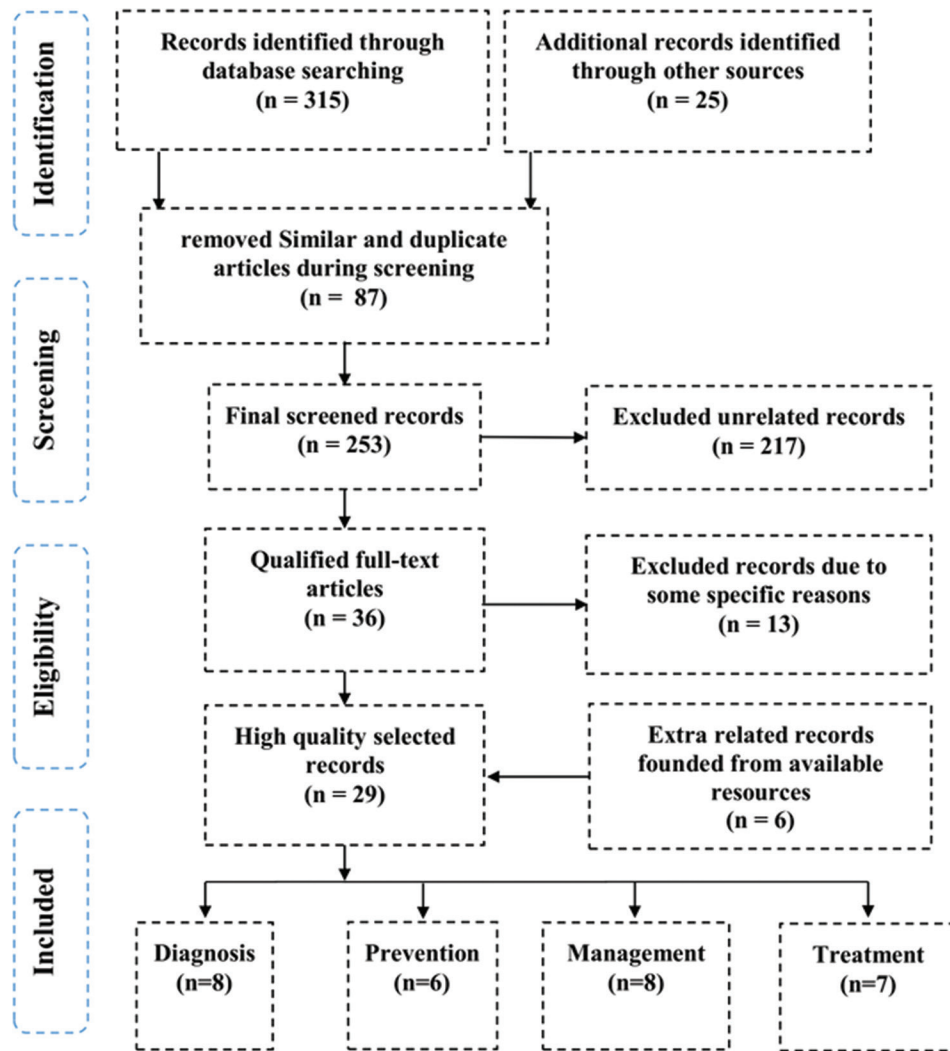 Identification
Records identified through
database searching
(n = 315)
Additional records identified
through other sources
(n = 25)
removed Similar and duplicate
articles during screening
(n = 87)
Screening
Final screened records
(n = 253)
Excluded unrelated records
(n = 217)
Eligibility
Qualified full-text
articles
(n = 36)
Excluded records due to
some specific reasons
(n = 13)
High quality selected
records
(n = 29)
Extra related records
founded from available
resources
(n = 6)
Included
Diagnosis
(n=8)
Prevention
(n=6)
Management
(n=8)
Treatment
(n=7)